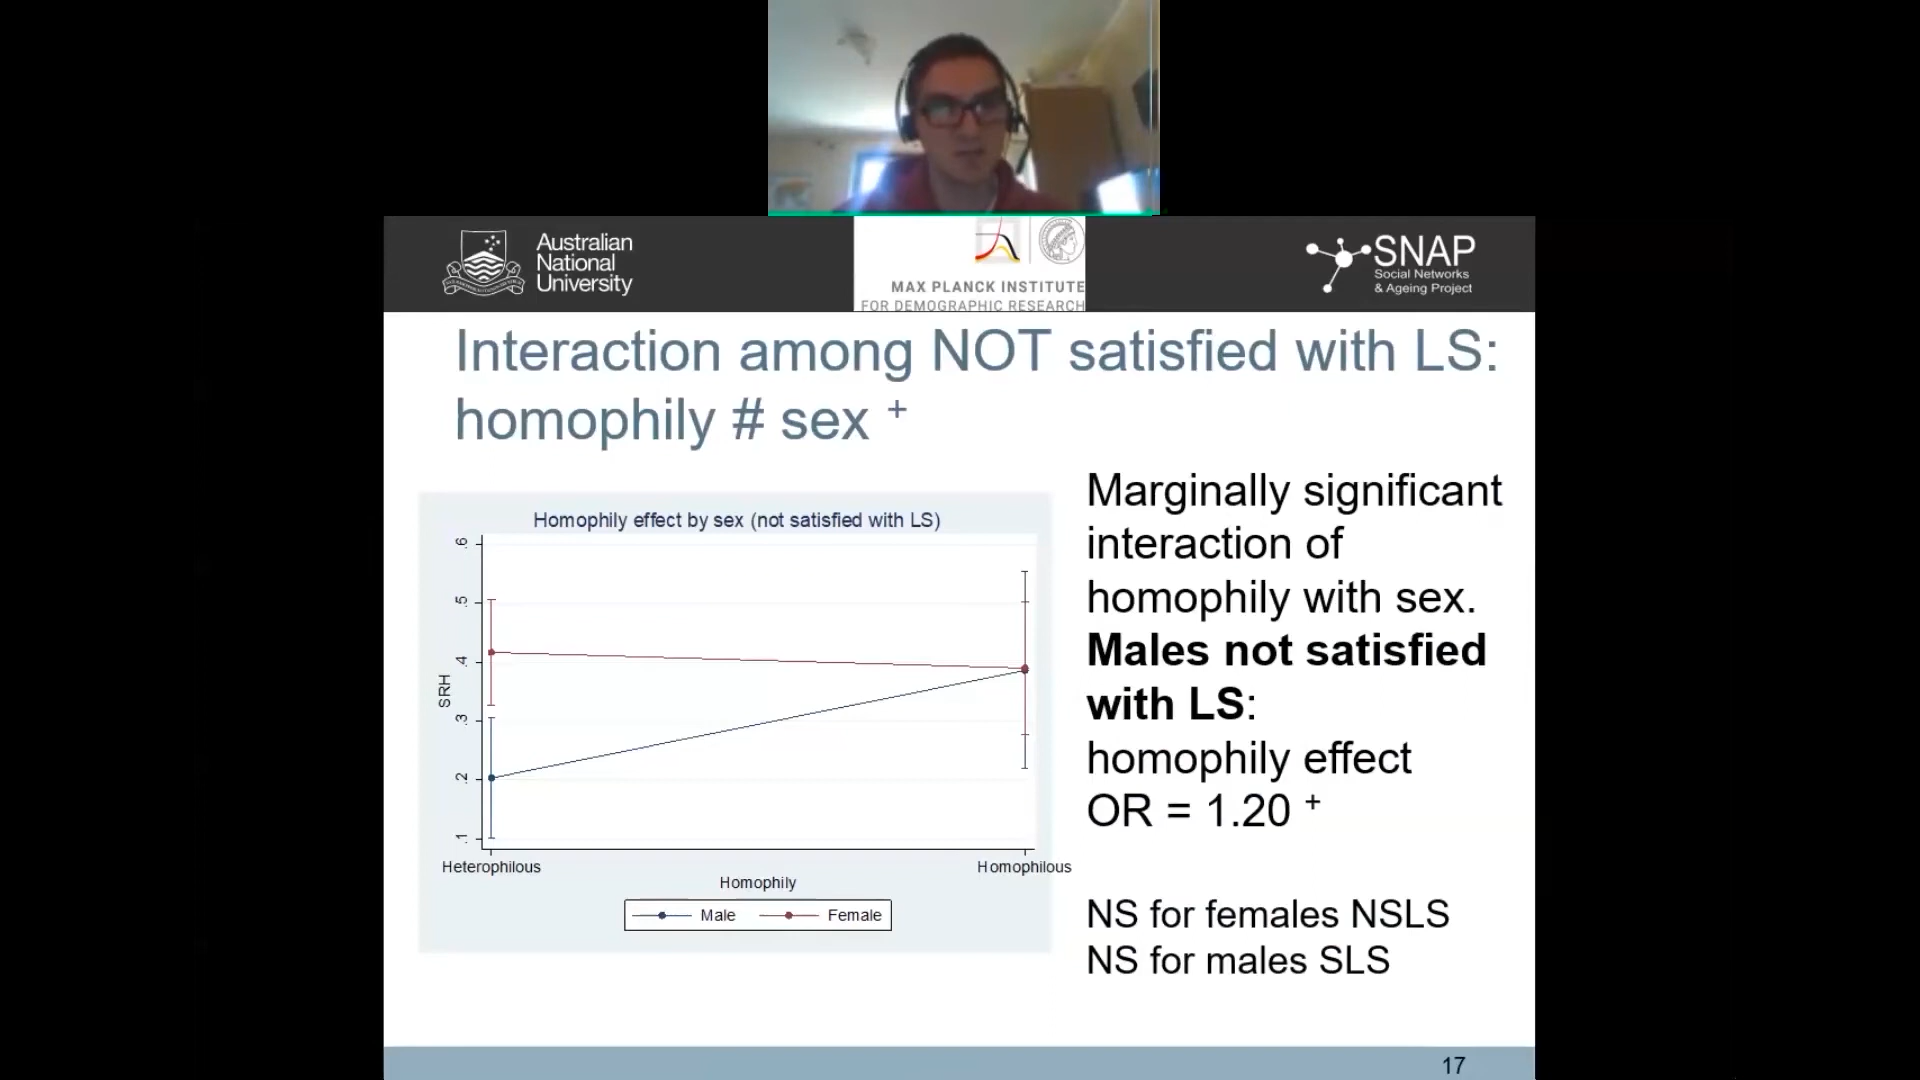 Australian
National
University
MAX PLANCK INSTITUTE
FOR DEMOGRAPHIC RESEARCH
SNAP
Social Networks
& Ageing Project
Interaction among NOT satisfied with LS:
homophily # sex +
Homophily effect by sex (not satisfied with LS)
SRH
.6
.5
.4
.3
.2
.1
Heterophilous
Homophilous
Homophily
Male
Female
Marginally significant
interaction of
homophily with sex.
Males not satisfied
with LS:
homophily effect
OR = 1.20 +
NS for females NSLS
NS for males SLS
17